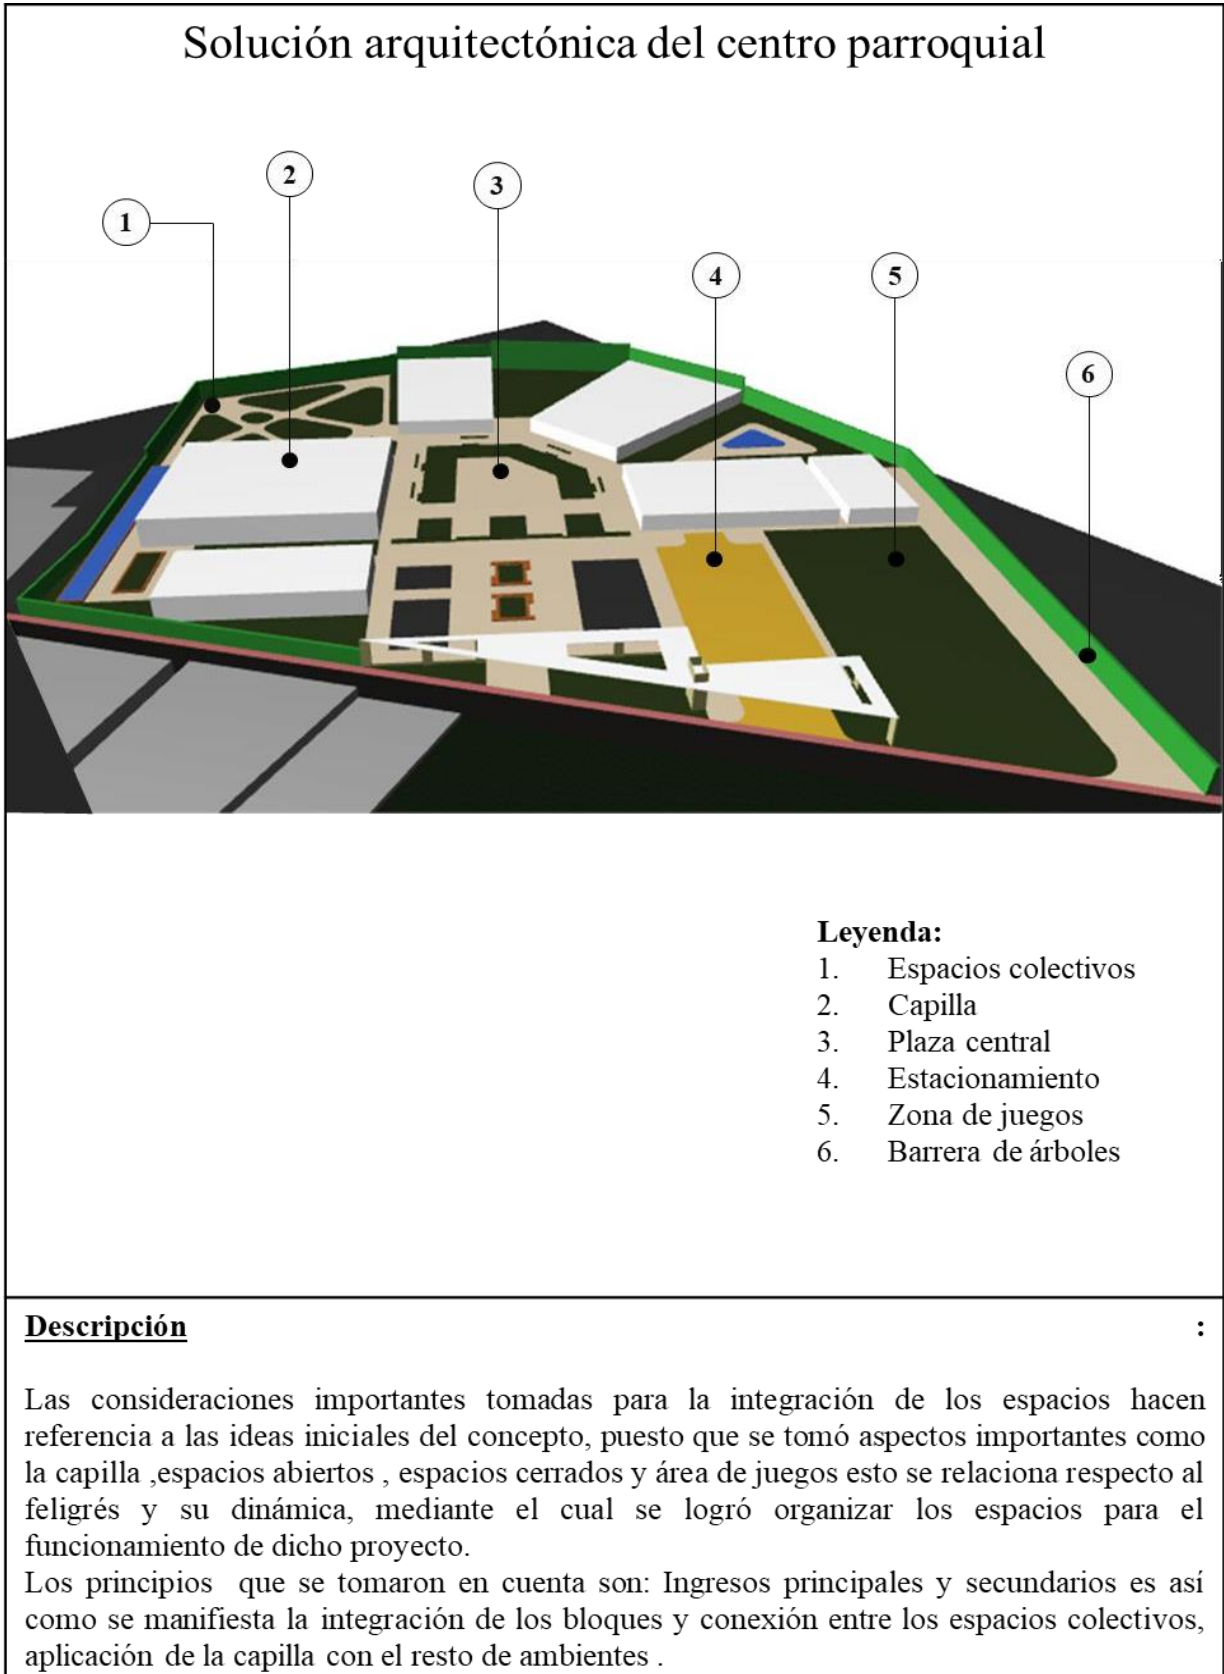 Solución arquitectónica del centro parroquial
2
3
1
4
5
6
Leyenda:
1. Espacios colectivos
2. Capilla
3. Plaza central
4. Estacionamiento
5. Zona de juegos
6. Barrera de árboles
Descripción :
Las consideraciones importantes tomadas para la integración de los espacios hacen
referencia a las ideas iniciales del concepto, puesto que se tomó aspectos importantes como
la capilla ,espacios abiertos , espacios cerrados y área de juegos esto se relaciona respecto al
feligrés y su dinámica, mediante el cual se logró organizar los espacios para el
funcionamiento de dicho proyecto.
Los principios que se tomaron en cuenta son: Ingresos principales y secundarios es así
como se manifiesta la integración de los bloques y conexión entre los espacios colectivos,
aplicación de la capilla con el resto de ambientes .